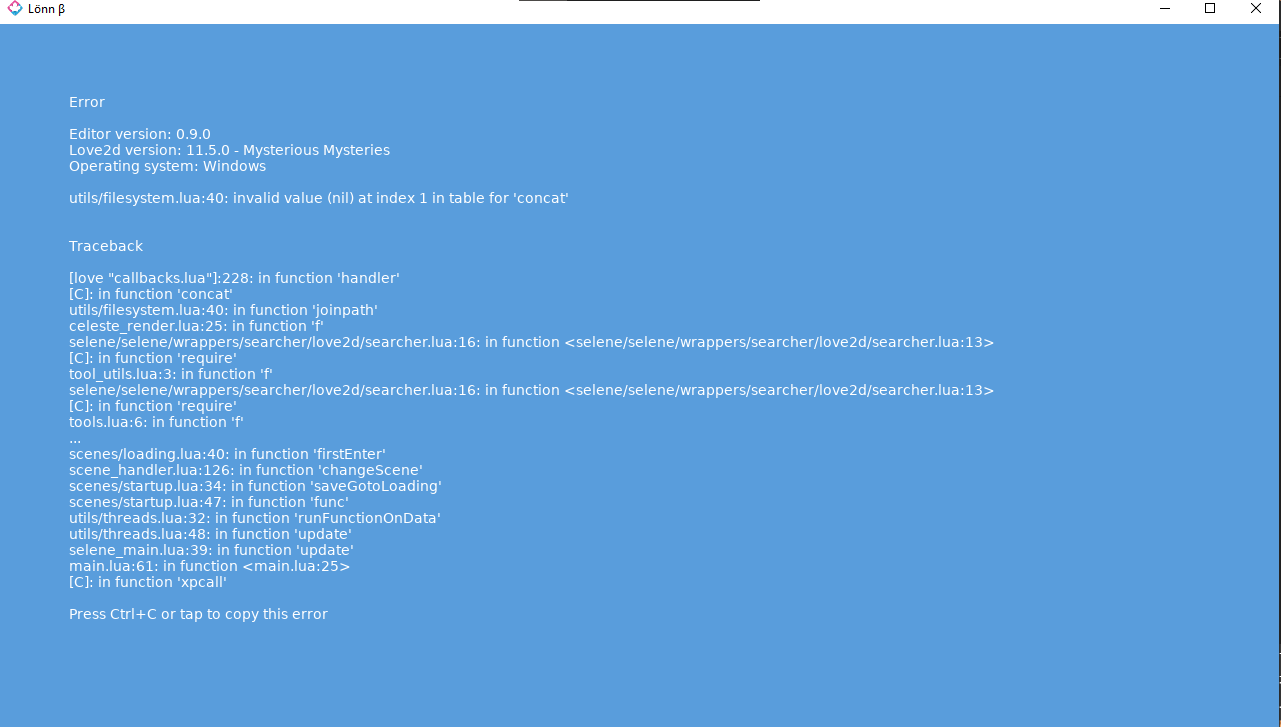 Lönn β
Error
Editor version: 0.9.0
Love2d version: 11.5.0 - Mysterious Mysteries
Operating system: Windows
utils/filesystem.lua:40: invalid value (nil) at index 1 in table for 'concat'
Traceback
[love "callbacks.lua"]:228: in function 'handler'
[C]: in function 'concat'
utils/filesystem.lua:40: in function 'joinpath'
celeste_render.lua:25: in function 'f'
selene/selene/wrappers/searcher/love2d/searcher.lua:16: in function <selene/selene/wrappers/searcher/love2d/searcher.lua:13>
[C]: in function 'require'
tool_utils.lua:3: in function 'f'
selene/selene/wrappers/searcher/love2d/searcher.lua:16: in function <selene/selene/wrappers/searcher/love2d/searcher.lua:13>
[C]: in function 'require'
tools.lua:6: in function 'f'
...
scenes/loading.lua:40: in function 'firstEnter'
scene_handler.lua:126: in function 'changeScene'
scenes/startup.lua:34: in function 'saveGotoLoading'
scenes/startup.lua:47: in function 'func'
utils/threads.lua:32: in function 'runFunctionOnData'
utils/threads.lua:48: in function 'update'
selene_main.lua:39: in function 'update'
main.lua:61: in function <main.lua:25>
[C]: in function 'xpcall'
Press Ctrl+C or tap to copy this error